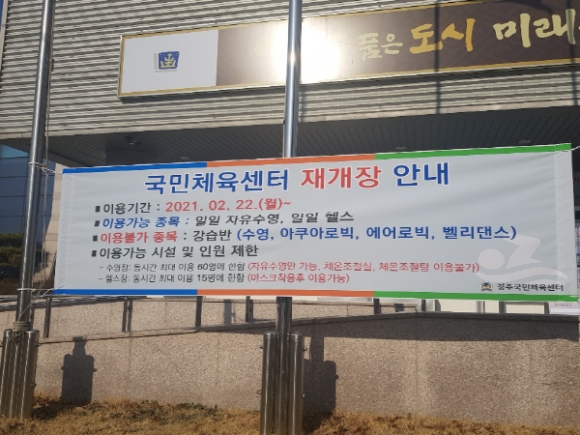 품은 도시 미래
국민체육센터 재개장 안내
■ 이용기간 : 2021. 02. 22.(월)~
■ 이용가능 종목 : 일일 자유수영, 일일 헬스
■ 이용불가 종목 : 강습반 (수영, 아쿠아로빅, 에어로빅, 벨리댄스)
■ 이용가능 시설 및 인원 제한
- 수영장: 동시간 최대 이용 60명에 한함 (자유수영만 가능, 체온조절실, 체온조절탕 이용불가)
- 헬스장: 동시간 최대 이용 15명에 한함 (마스크착용후 이용가능)
경주국민체육센터